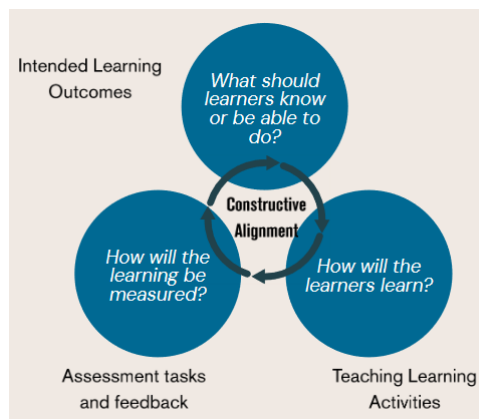 Intended Learning
Outcomes
What should
learners know
or be able to
do?
Constructive
Alignment
How will the
learning be
measured?
How will the
learners learn?
Assessment tasks
and feedback
Teaching Learning
Activities